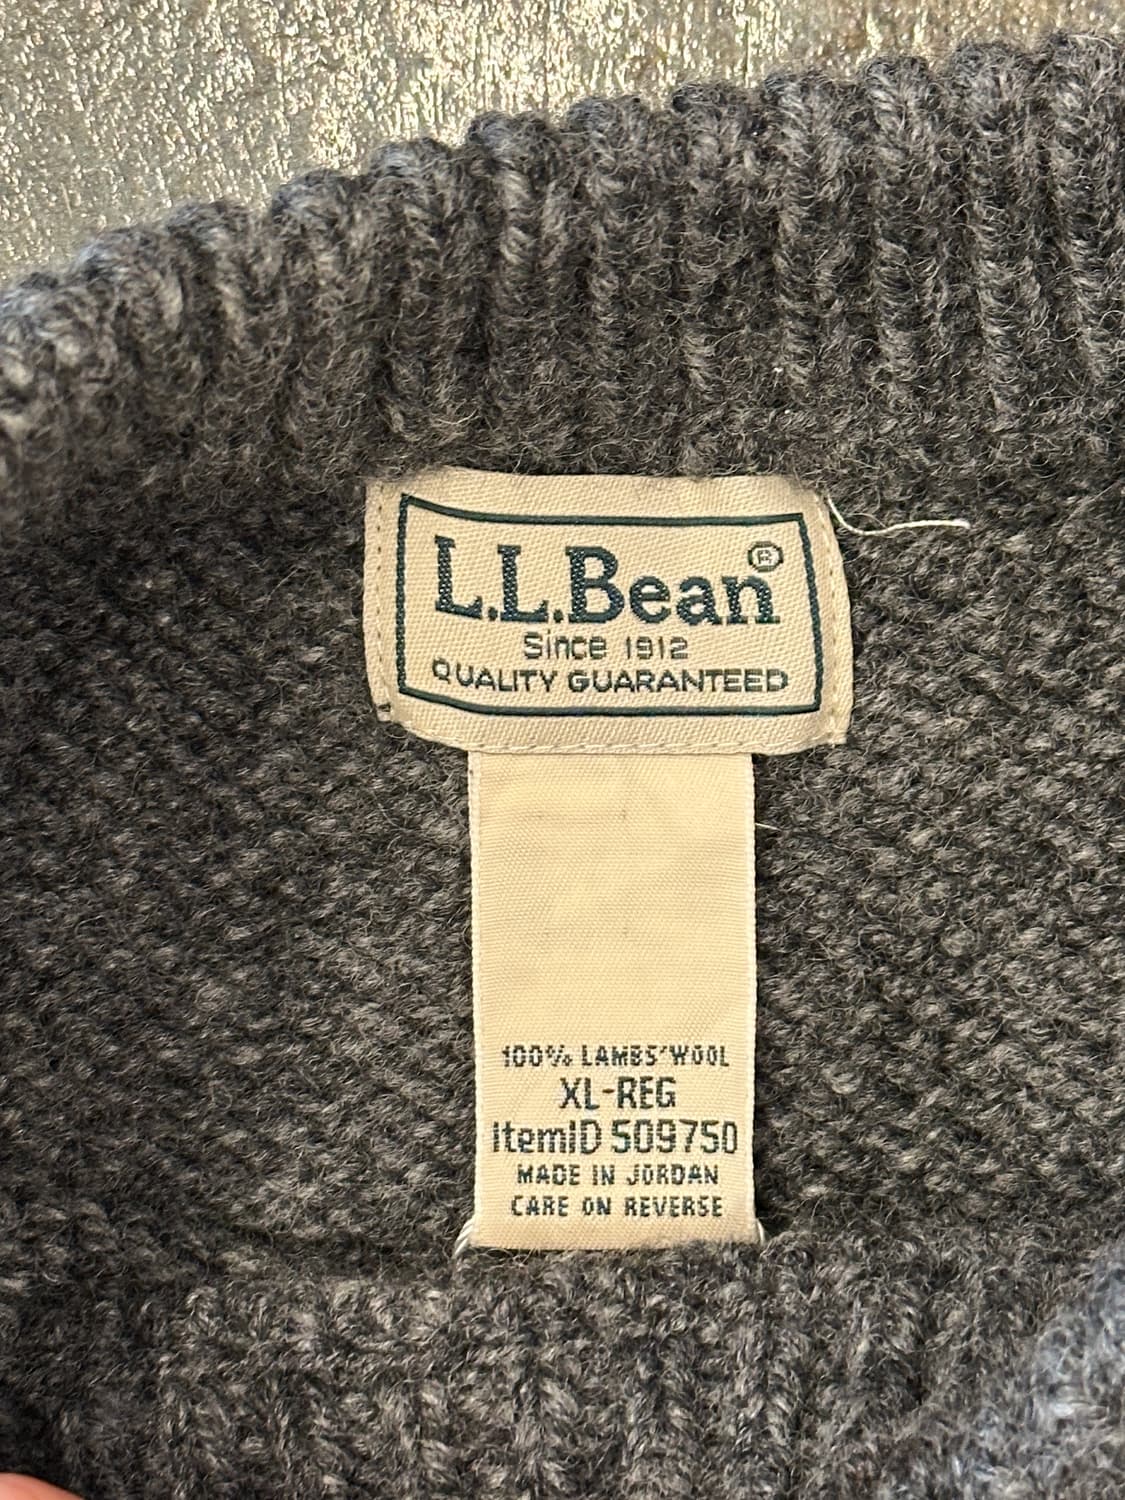 L.L.Bean®
Since 1912
QUALITY GUARANTEED
100% LAMBS' WOOL
XL-REG
ItemID 509750
MADE IN JORDAN
CARE ON REVERSE